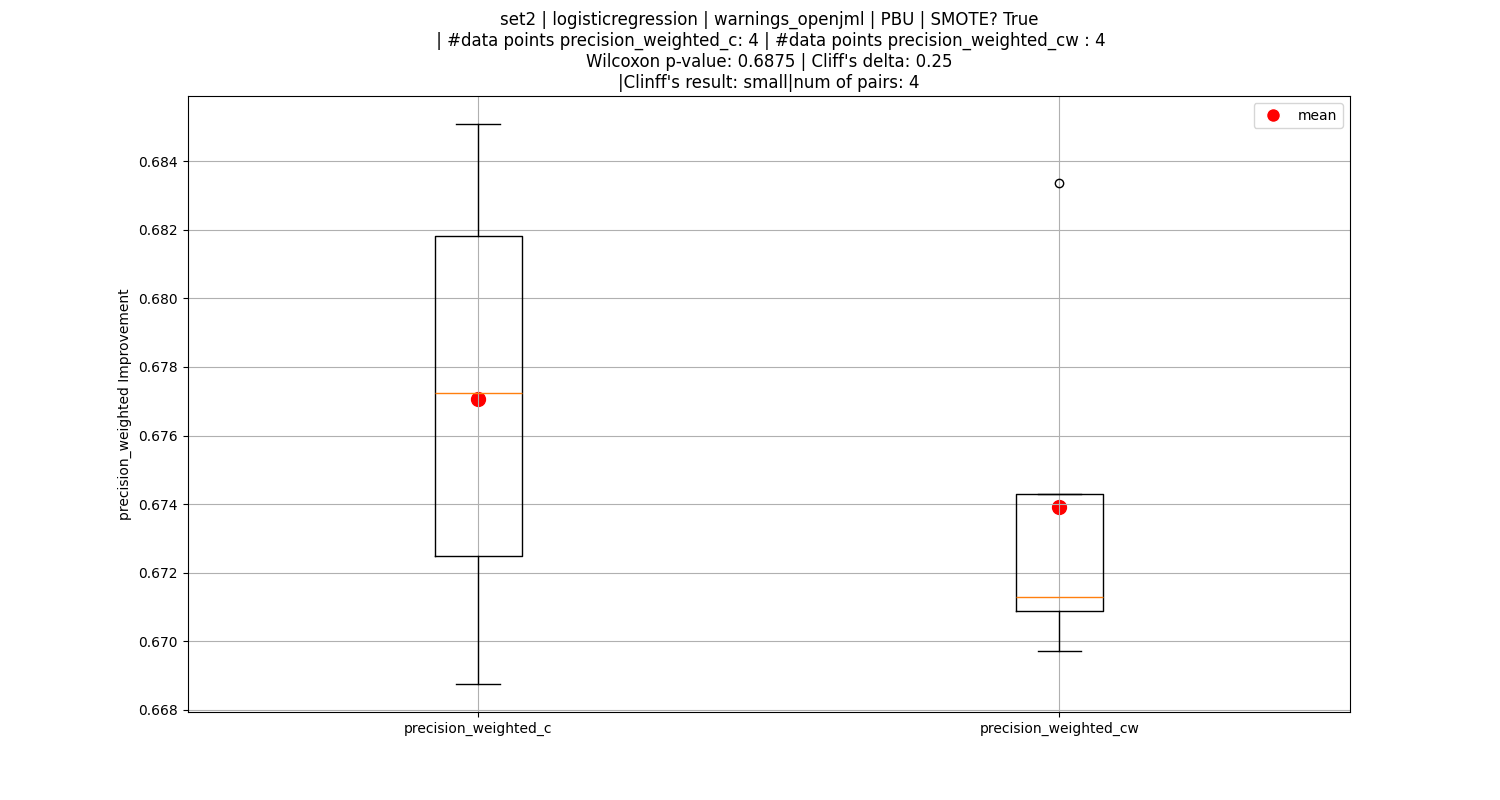 set2 | logisticregression | warnings_openjml | PBU | SMOTE? True
| #data points precision_weighted_c: 4 | #data points precision_weighted_cw : 4
Wilcoxon p-value: 0.6875 | Cliff's delta: 0.25
|Clinff's result: small|num of pairs: 4
mean
precision_weighted Improvement
0.684
0.682
0.680
0.678
0.676
0.674
0.672
0.670
0.668
precision_weighted_c
precision_weighted_cw